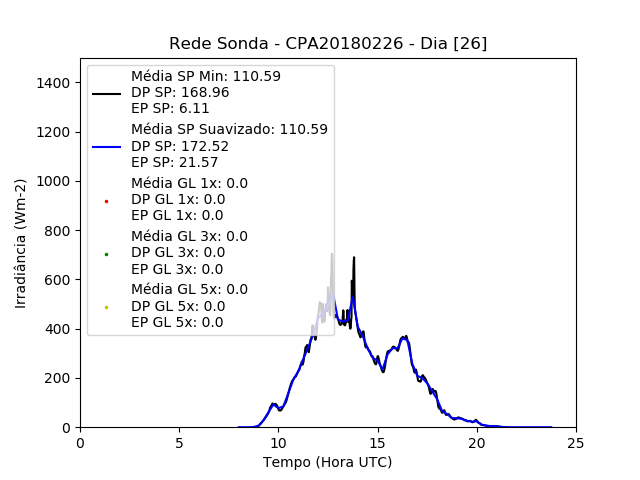 Rede Sonda - CPA20180226 - Dia [26]
Irradiância (Wm-2)
1400
1200
1000
800
600
400
200
0
Média SP Min: 110.59
DP SP: 168.96
EP SP: 6.11
Média SP Suavizado: 110.59
DP SP: 172.52
EP SP: 21.57
Média GL 1x: 0.0
DP GL 1x: 0.0
EP GL 1x: 0.0
Média GL 3x: 0.0
DP GL 3x: 0.0
EP GL 3x: 0.0
Média GL 5x: 0.0
DP GL 5x: 0.0
EP GL 5x: 0.0
0 5 10 15 20 25
Tempo (Hora UTC)